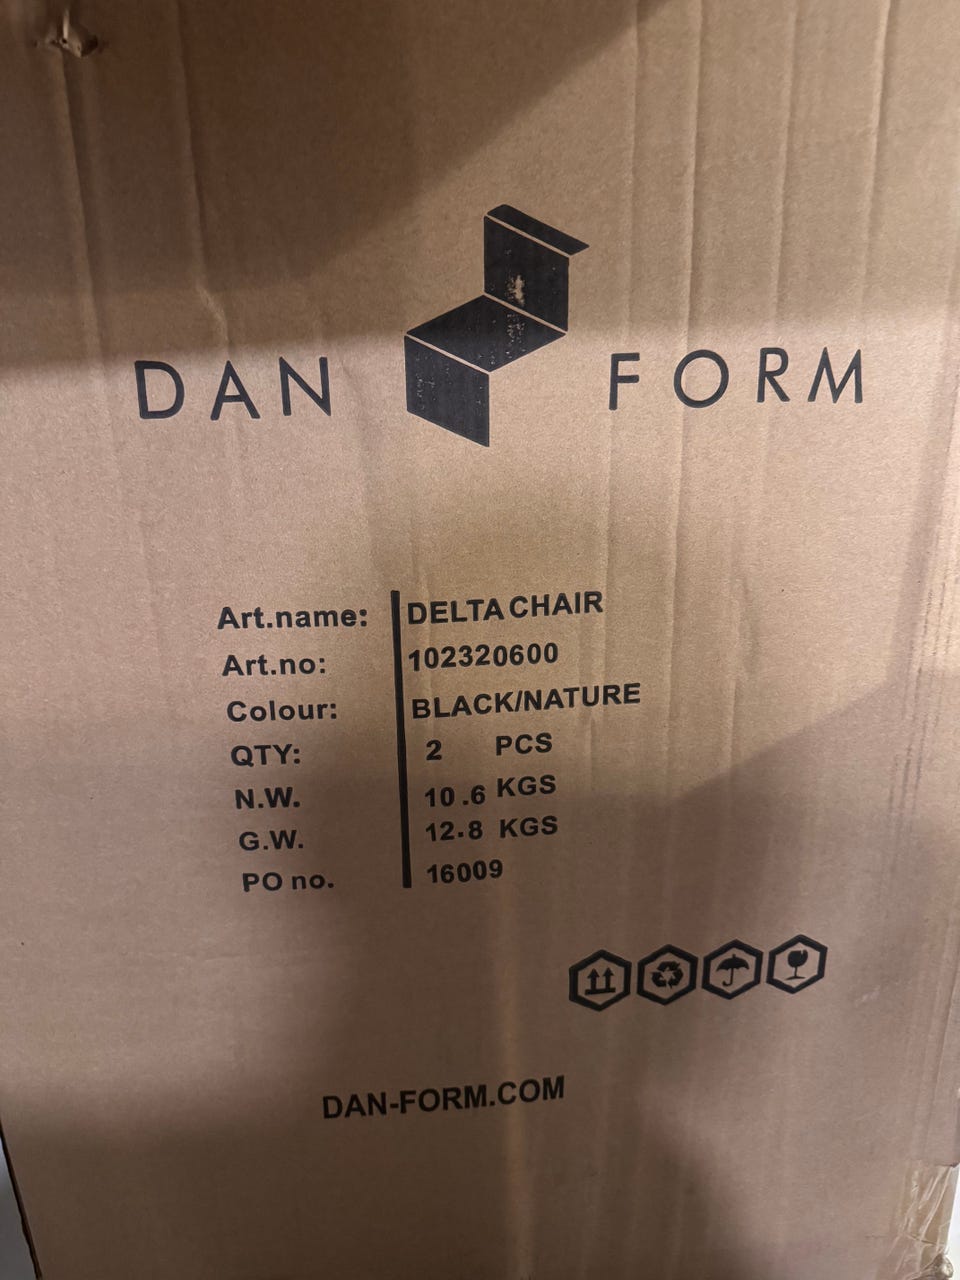 DAN FORM
Art.name: DELTA CHAIR
Art.no: 102320600
Colour: BLACK/NATURE
QTY: 2 PCS
N.W. 10.6 KGS
G.W. 12.8 KGS
PO no. 16009
DAN-FORM.COM